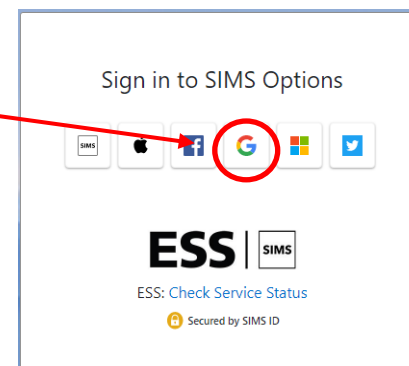 Sign in to SIMS Options
SIMS
ESS SIMS
ESS: Check Service Status
Secured by SIMS ID